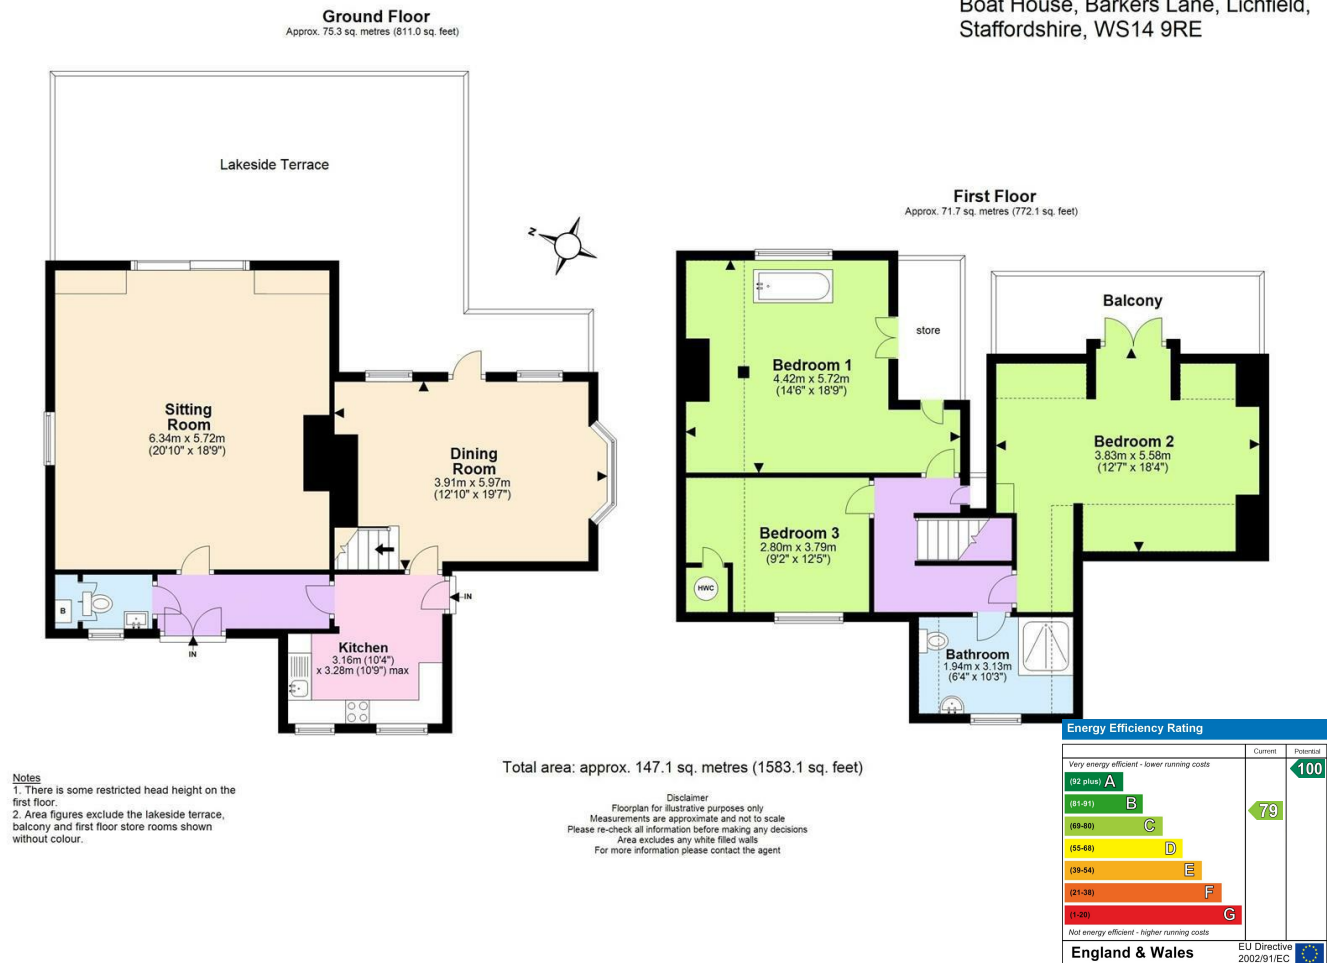 Boat House, Barkers Lane, Lichfield,
Staffordshire, WS14 9RE
Ground Floor
Approx. 75.3 sq. metres (811.0 sq. feet)
Lakeside Terrace
N
Sitting
Room
6.34m x 5.72m
(20'10" x 18'9")
Dining
Room
3.91m x 5.97m
(12'10" x 19'7")
B
IN
IN
Kitchen
3.16m (10'4")
x 3.28m (10'9") max
First Floor
Approx. 71.7 sq. metres (772.1 sq. feet)
Balcony
store
Bedroom 1
4.42m x 5.72m
(14'6" x 18'9")
Bedroom 2
3.83m x 5.58m
(12'7" x 18'4")
Bedroom 3
2.80m x 3.79m
(9'2" x 12'5")
HWC
Bathroom
1.94m x 3.13m
(6'4" x 10'3")
Total area: approx. 147.1 sq. metres (1583.1 sq. feet)
Notes
1. There is some restricted head height on the
first floor.
2. Area figures exclude the lakeside terrace,
balcony and first floor store rooms shown
without colour.
Disclaimer
Floorplan for illustrative purposes only
Measurements are approximate and not to scale
Please re-check all information before making any decisions
Area excludes any white filled walls
For more information please contact the agent
Energy Efficiency Rating
Current Potential
Very energy efficient - lower running costs
(92 plus) A
(81-91) B
(69-80) C
(55-68) D
(39-54) E
(21-38) F
(1-20) G
79
100
Not energy efficient - higher running costs
England & Wales
EU Directive
2002/91/EC